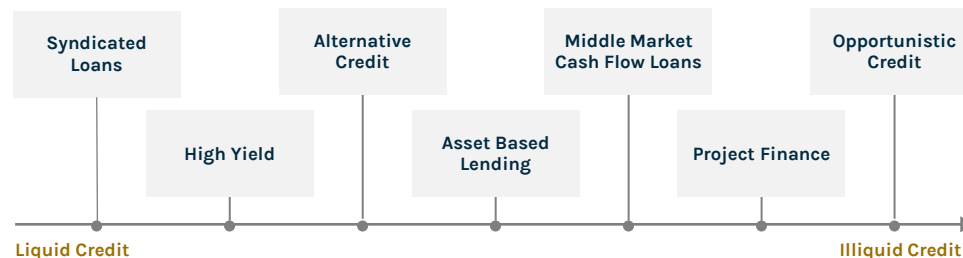 Syndicated
Loans
Alternative
Credit
Middle Market
Cash Flow Loans
Opportunistic
Credit
High Yield
Asset Based
Lending
Project Finance
Liquid Credit
Illiquid Credit